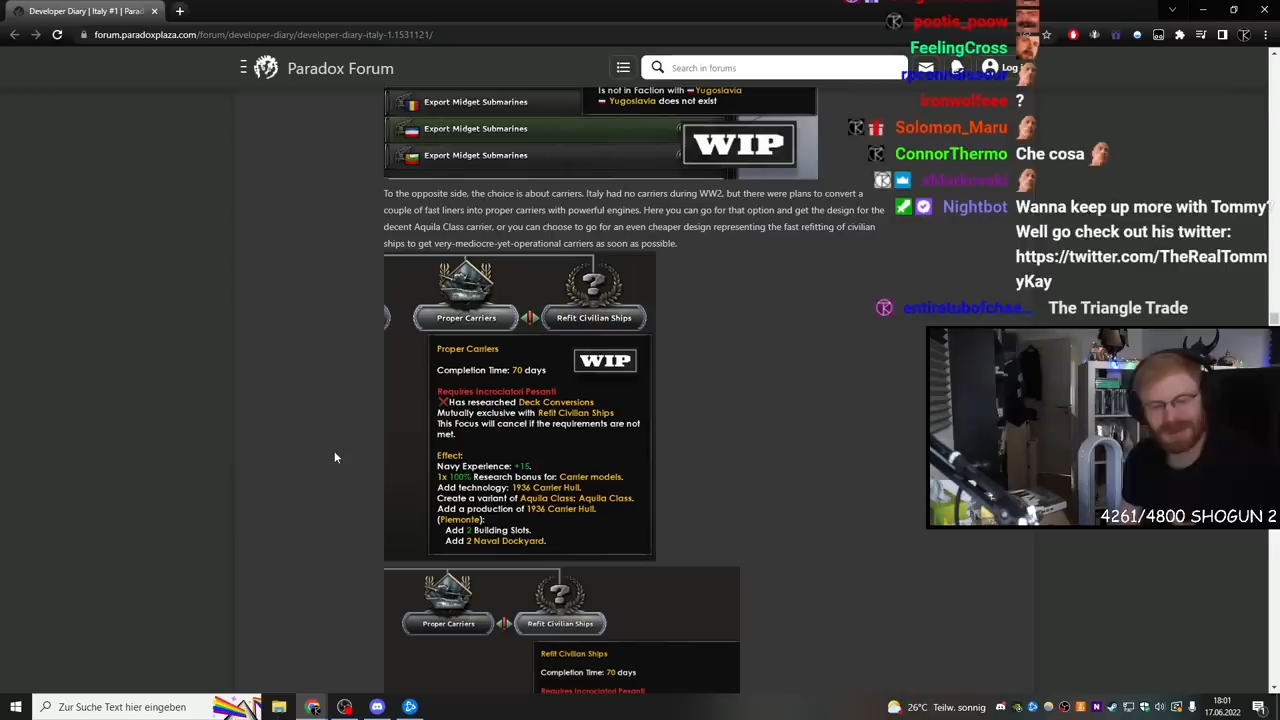 Developer Diary | Italy #1 | Parad
forum.paradoxplaza.com/forum/developer-diary/developer-diary-italy-1.1531121/
Paradox Forum
Search in forums
Log i
pootis_poow
FeelingCross
rpconnaisseur
ironwolfeee ?
Solomon_Maru
ConnorThermo Che cosa
Nightbot Wanna keep up more with Tommy?
Well go check out his twitter:
https://twitter.com/TheRealTomm
yKay
entiretubofchae... The Triangle Trade
Export Midget Submarines
Is not in Faction with Yugoslavia
Yugoslavia does not exist
Export Midget Submarines
WIP
Export Midget Submarines
To the opposite side, the choice is about carriers. Italy had no carriers during WW2, but there were plans to convert a
couple of fast liners into proper carriers with powerful engines. Here you can go for that option and get the design for the
decent Aquila Class carrier, or you can choose to go for an even cheaper design representing the fast refitting of civilian
ships to get very-mediocre-yet-operational carriers as soon as possible.
Proper Carriers
Refit Civilian Ships
Proper Carriers
WIP
Completion Time: 70 days
Requires Incrociatori Pesanti
Has researched Deck Conversions
Mutually exclusive with Refit Civilian Ships
This Focus will cancel if the requirements are not
met.
Effect:
Navy Experience: +15.
1x 100% Research bonus for: Carrier models.
Add technology: 1936 Carrier Hull.
Create a variant of Aquila Class: Aquila Class.
Add a production of 1936 Carrier Hull.
(Piemonte):
Add 2 Building Slots.
Add 2 Naval Dockyard.
Proper Carriers
Refit Civilian Ships
Refit Civilian Ships
Completion Time: 70 days
Requires Incrociatori Pesanti
4261/4800 SHOGUN 2
Zur Suche Text hier eingeben
26°C Teilw. sonnig
18:01
17.06.2022